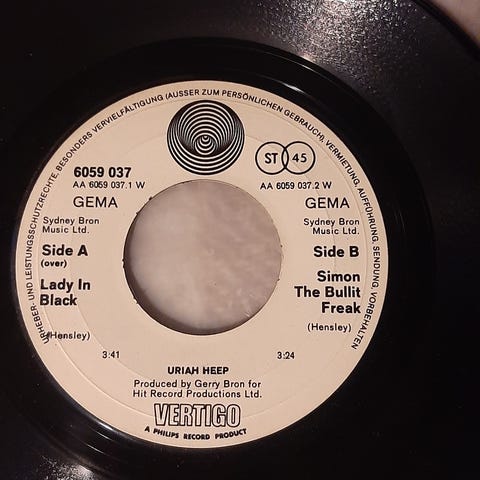 URHEBER- UND LEISTUNGSSCHUTZRECHTE, BESONDERS VERVIELFÄLTIGUNG (AUSSER ZUM PERSÖNLICHEN GEBRAUCH), VERMIETUNG, AUFFÜHRUNG, SENDUNG, VORBEHALTEN
ST 45
6059 037
AA 6059 037.1 W
GEMA
Sydney Bron
Music Ltd.
Side A
(over)
Lady In
Black
(Hensley)
3:41
AA 6059 037.2 W
GEMA
Sydney Bron
Music Ltd.
Side B
Simon
The Bullit
Freak
(Hensley)
3:24
URIAH HEEP
Produced by Gerry Bron for
Hit Record Productions Ltd.
VERTIGO
A PHILIPS RECORD PRODUCT